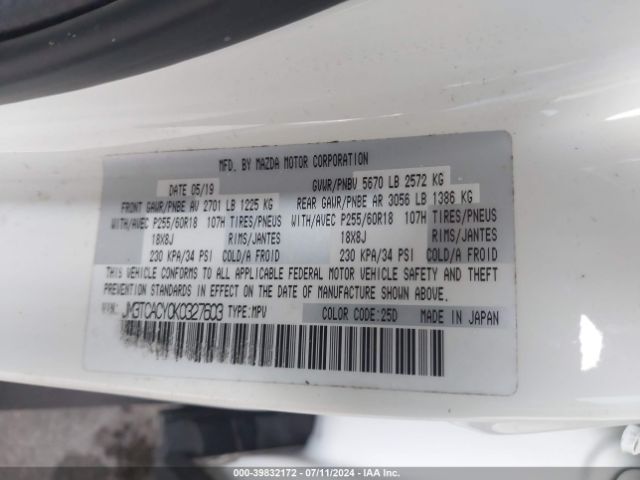 MFD. BY MAZDA MOTOR CORPORATION
DATE 05/19 GVWR/PNBV 5670 LB 2572 KG
FRONT GAWR/PNBE AV 2701 LB 1225 KG REAR GAWR/PNBE AR 3056 LB 1386 KG
WITH/AVEC P255/60R18 107H TIRES/PNEUS WITH/AVEC P255/60R18 107H TIRES/PNEUS
18X8J RIMS/JANTES 18X8J RIMS/JANTES
230 KPA/34 PSI COLD/A FROID 230 KPA/34 PSI COLD/A FROID
THIS VEHICLE CONFORMS TO ALL APPLICABLE FEDERAL MOTOR VEHICLE SAFETY AND THEFT
PREVENTION STANDARDS IN EFFECT ON THE DATE OF MANUFACTURE SHOWN ABOVE.
JM3TCACY0K0327603 TYPE:MPV COLOR CODE:25D MADE IN JAPAN
000-39832172 - 07/11/2024 - IAA Inc.